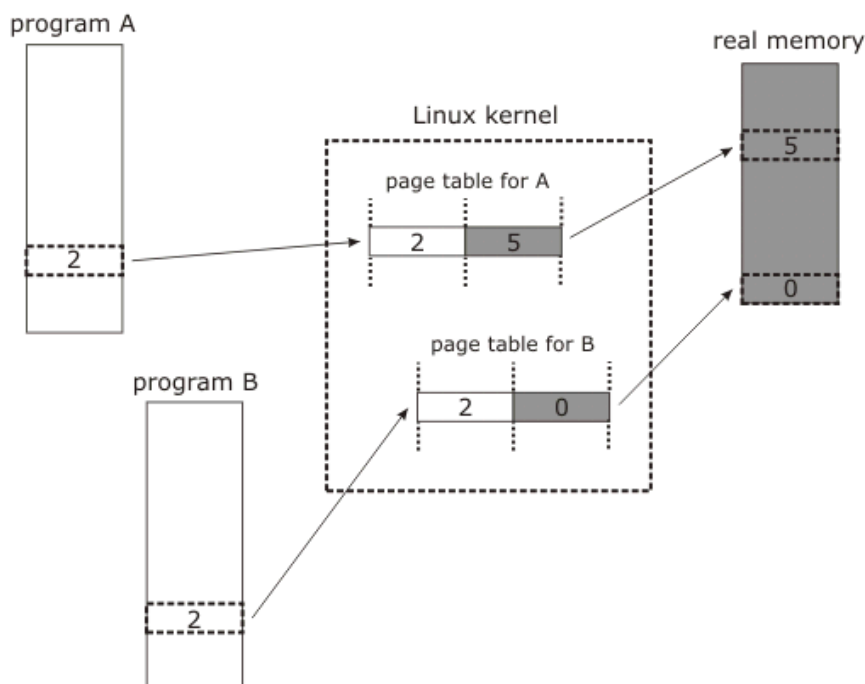 program A
real memory
Linux kernel
5
page table for A
2 5
2
0
page table for B
program B
2 0
2